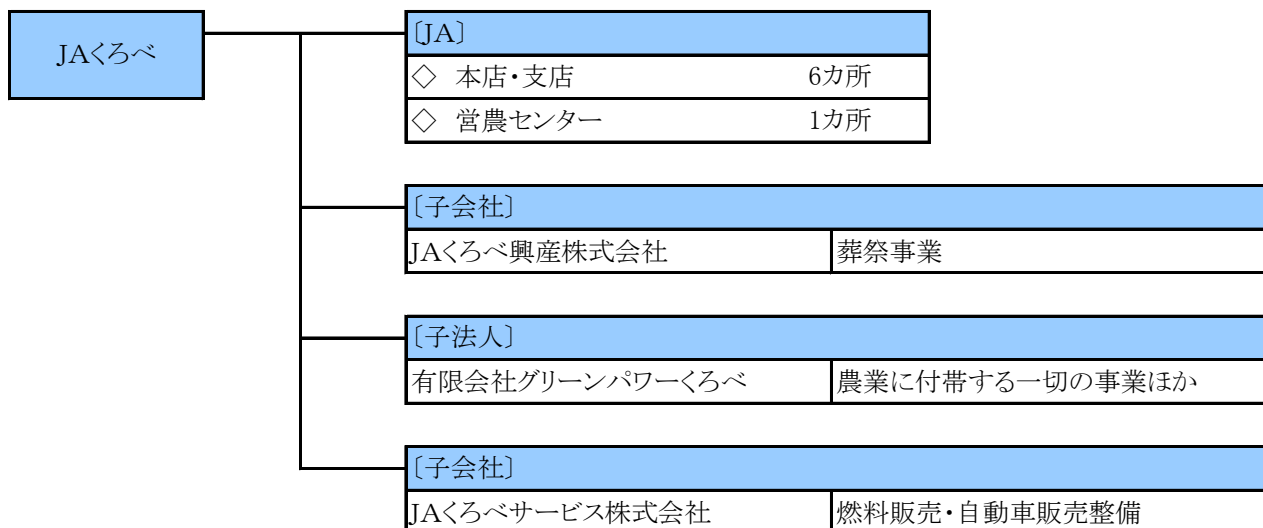 JAくろべ
〔JA〕
◇ 本店・支店 6カ所
◇ 営農センター 1カ所
〔子会社〕
JAくろべ興産株式会社 葬祭事業
〔子法人〕
有限会社グリーンパワーくろべ 農業に付帯する一切の事業ほか
〔子会社〕
JAくろべサービス株式会社 燃料販売・自動車販売整備